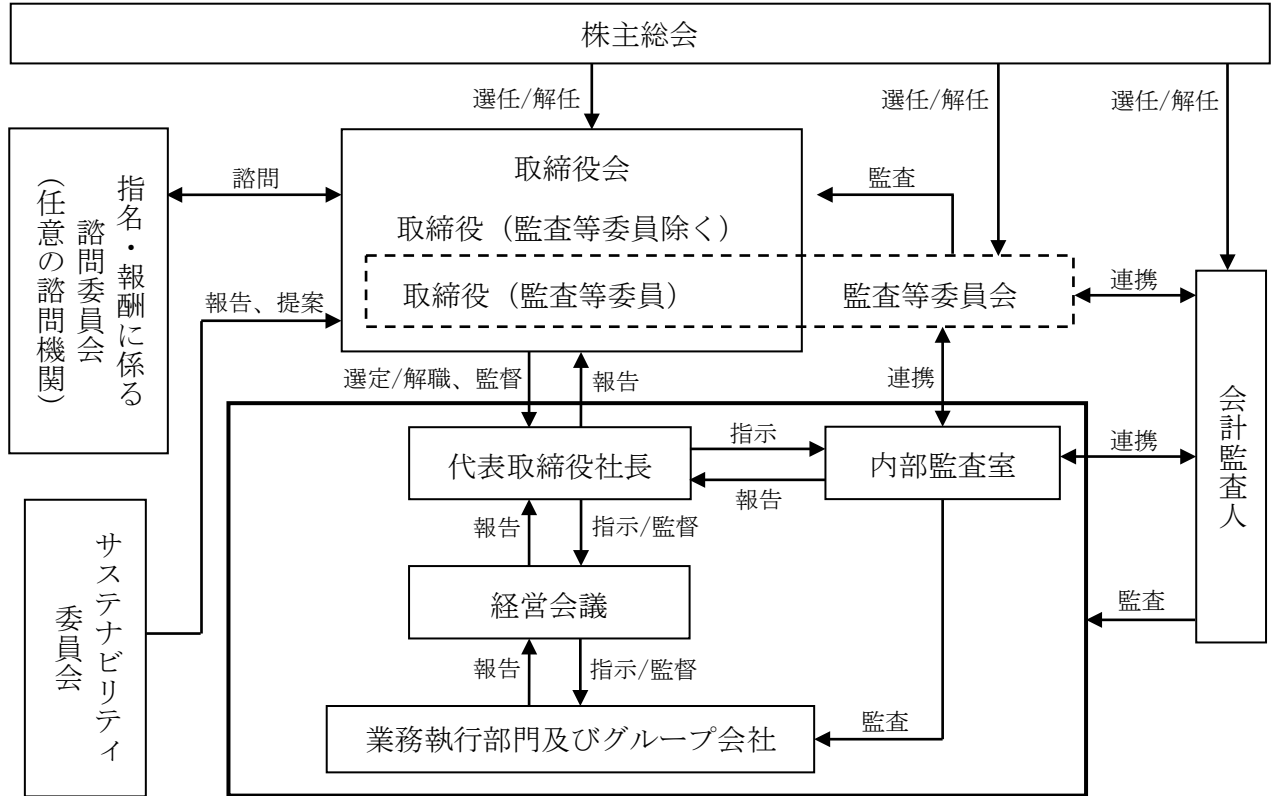 株主総会
選任/解任
選任/解任
選任/解任
指名・報酬に係る
諮問委員会
(任意の諮問機関)
諮問
取締役会
監査
取締役（監査等委員除く）
取締役（監査等委員）
監査等委員会
連携
報告、提案
選定/解職、監督
報告
連携
会計監査人
代表取締役社長
指示
報告
内部監査室
連携
報告
指示/監督
サステナビリティ
委員会
経営会議
監査
報告
指示/監督
業務執行部門及びグループ会社
監査